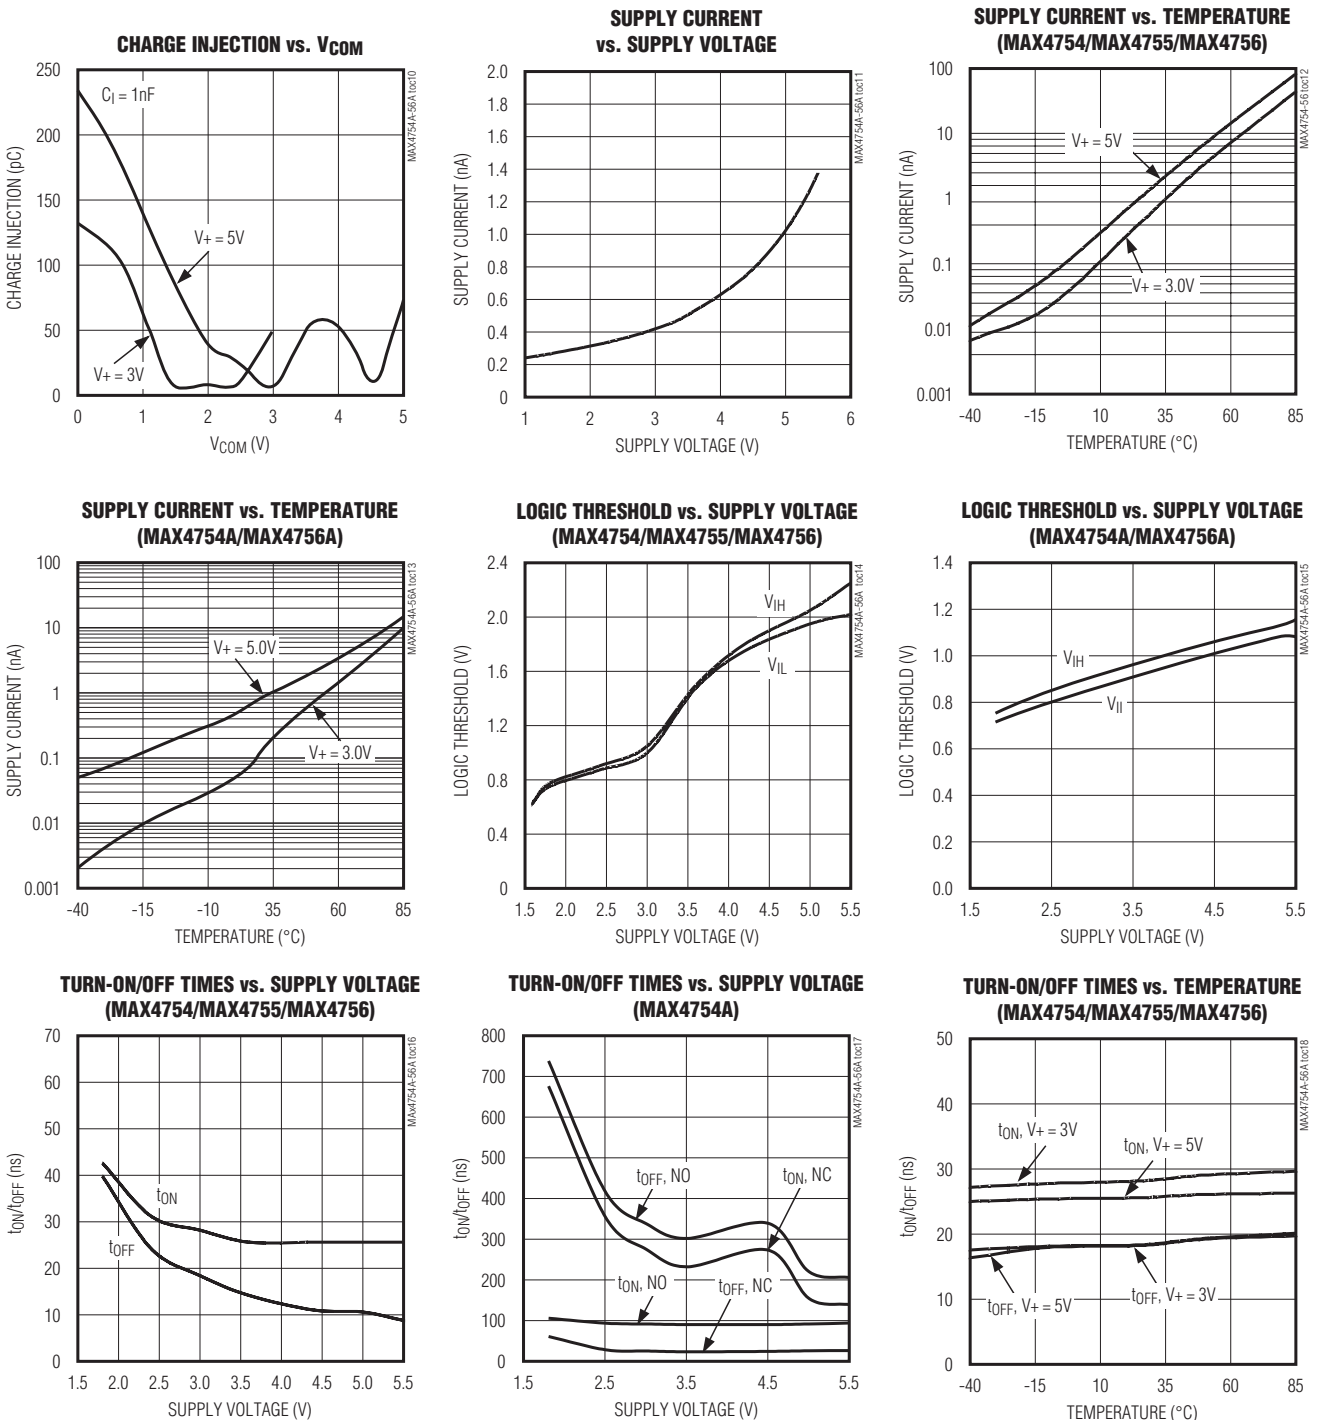 CHARGE INJECTION vs. VCOM
250
200
150
100
50
0
CHARGE INJECTION (pC)
CI = 1nF
V+ = 5V
V+ = 3V
0 1 2 3 4 5
VCOM (V)
MAX4754A-56A toc10
SUPPLY CURRENT
vs. SUPPLY VOLTAGE
2.0
1.8
1.6
1.4
1.2
1.0
0.8
0.6
0.4
0.2
0
SUPPLY CURRENT (nA)
1 2 3 4 5 6
SUPPLY VOLTAGE (V)
MAX4754A-56A toc11
SUPPLY CURRENT vs. TEMPERATURE
(MAX4754/MAX4755/MAX4756)
100
10
1
0.1
0.01
0.001
SUPPLY CURRENT (nA)
V+ = 5V
V+ = 3.0V
-40 -15 10 35 60 85
TEMPERATURE (°C)
MAX4754-56 toc12
SUPPLY CURRENT vs. TEMPERATURE
(MAX4754A/MAX4756A)
100
10
1
0.1
0.01
0.001
SUPPLY CURRENT (nA)
V+ = 5.0V
V+ = 3.0V
-40 -15 -10 35 60 85
TEMPERATURE (°C)
MAX4754A-56A toc13
LOGIC THRESHOLD vs. SUPPLY VOLTAGE
(MAX4754/MAX4755/MAX4756)
2.4
2.0
1.6
1.2
0.8
0.4
0
LOGIC THRESHOLD (V)
VIH
VIL
1.5 2.0 2.5 3.0 3.5 4.0 4.5 5.0 5.5
SUPPLY VOLTAGE (V)
MAX4754A-56A toc14
LOGIC THRESHOLD vs. SUPPLY VOLTAGE
(MAX4754A/MAX4756A)
1.4
1.2
1.0
0.8
0.6
0.4
0.2
0.0
LOGIC THRESHOLD (V)
VIH
VIl
1.5 2.5 3.5 4.5 5.5
SUPPLY VOLTAGE (V)
MAX4754A-56A toc15
TURN-ON/OFF TIMES vs. SUPPLY VOLTAGE
(MAX4754/MAX4755/MAX4756)
70
60
50
40
30
20
10
0
tON/tOFF (ns)
tON
tOFF
1.5 2.0 2.5 3.0 3.5 4.0 4.5 5.0 5.5
SUPPLY VOLTAGE (V)
MAx4754A-56A toc16
TURN-ON/OFF TIMES vs. SUPPLY VOLTAGE
(MAX4754A)
800
700
600
500
400
300
200
100
0
tON/tOFF (ns)
tOFF, NO
tON, NC
tON, NO
tOFF, NC
1.5 2.5 3.5 4.5 5.5
SUPPLY VOLTAGE (V)
MAX4754A-56A toc17
TURN-ON/OFF TIMES vs. TEMPERATURE
(MAX4754/MAX4755/MAX4756)
50
40
30
20
10
0
tON/tOFF (ns)
tON, V+ = 3V
tON, V+ = 5V
tOFF, V+ = 5V
tOFF, V+ = 3V
-40 -15 10 35 60 85
TEMPERATURE (°C)
MAX4754A-56A toc18